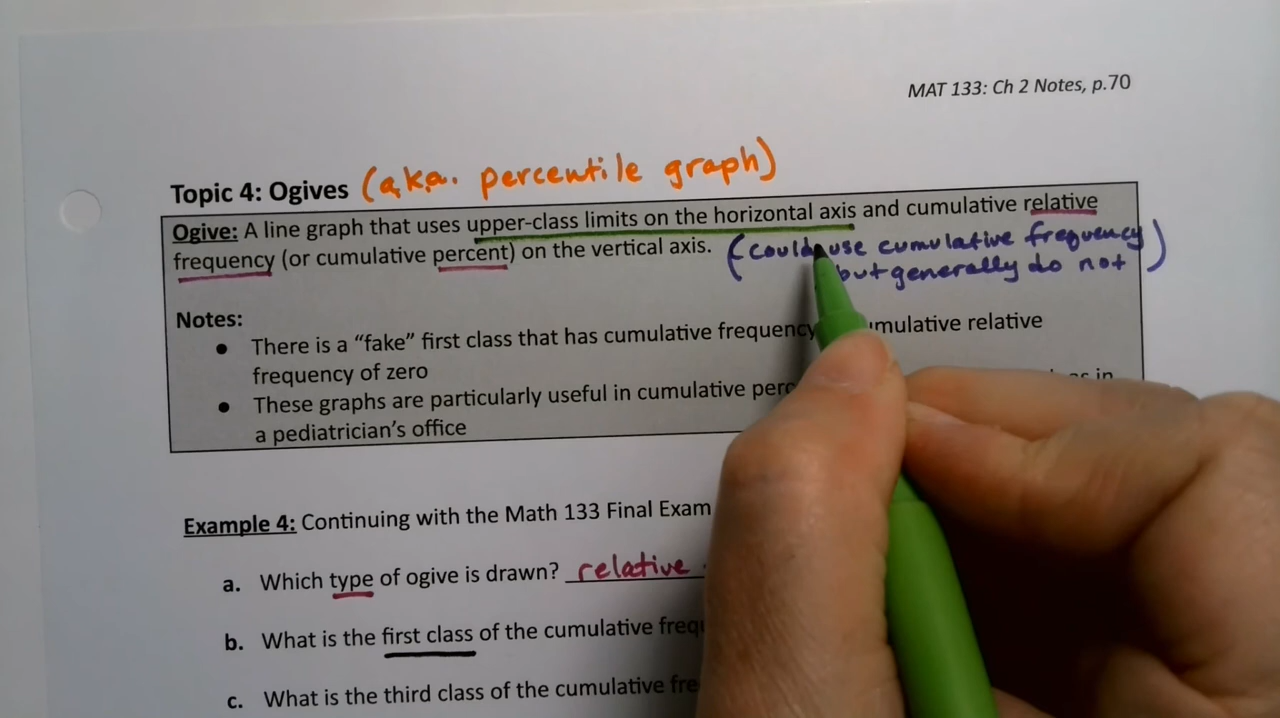 MAT 133: Ch 2 Notes, p.70
Topic 4: Ogives (a.k.a. percentile graph)
Ogive: A line graph that uses upper-class limits on the horizontal axis and cumulative relative
frequency (or cumulative percent) on the vertical axis. (could use cumulative frequency
but generally do not)
Notes:
There is a “fake” first class that has cumulative frequency relative
frequency of zero
These graphs are particularly useful in cumulative in
a pediatrician’s office
Example 4: Continuing with the Math 133 Final Exam
a. Which type of ogive is drawn? relative
b. What is the first class of the cumulative
c. What is the third class of the cumulative